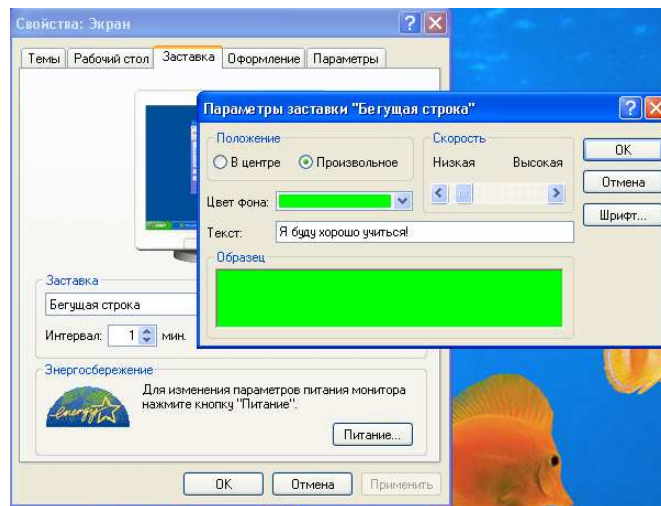 Свойства: Экран
Темы Рабочий стол Заставка Оформление Параметры
Параметры заставки "Бегущая строка"
Положение
В центре Произвольное
Скорость
Низкая Высокая
OK
Отмена
Шрифт...
Цвет фона:
Текст: Я буду хорошо учиться!
Образец
Заставка
Бегущая строка
Интервал: 1 мин.
Энергосбережение
energy
Для изменения параметров питания монитора
нажмите кнопку "Питание".
Питание...
OK Отмена Применить